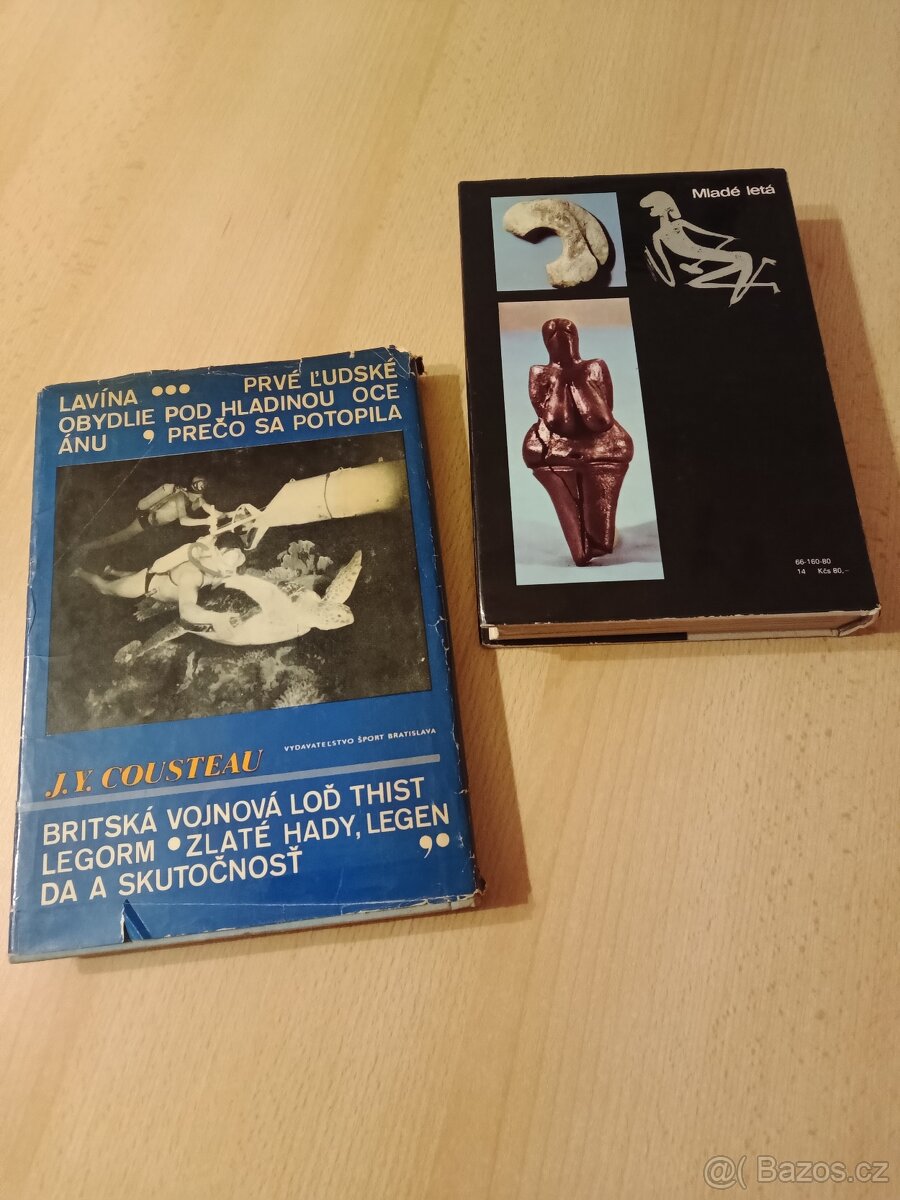 LAVÍNA ••• PRVÉ ĽUDSKÉ
OBYDLIE POD HLADINOU OCE
ÁNU , PREČO SA POTOPILA
J. Y. COUSTEAU
VYDAVATEĽSTVO ŠPORT BRATISLAVA
BRITSKÁ VOJNOVÁ LOĎ THIST
LEGORM • ZLATÉ HADY, LEGEN
DA A SKUTOČNOSŤ
Mladé letá
66-160-80
14 Kčs 80,-
@( Bazos.cz